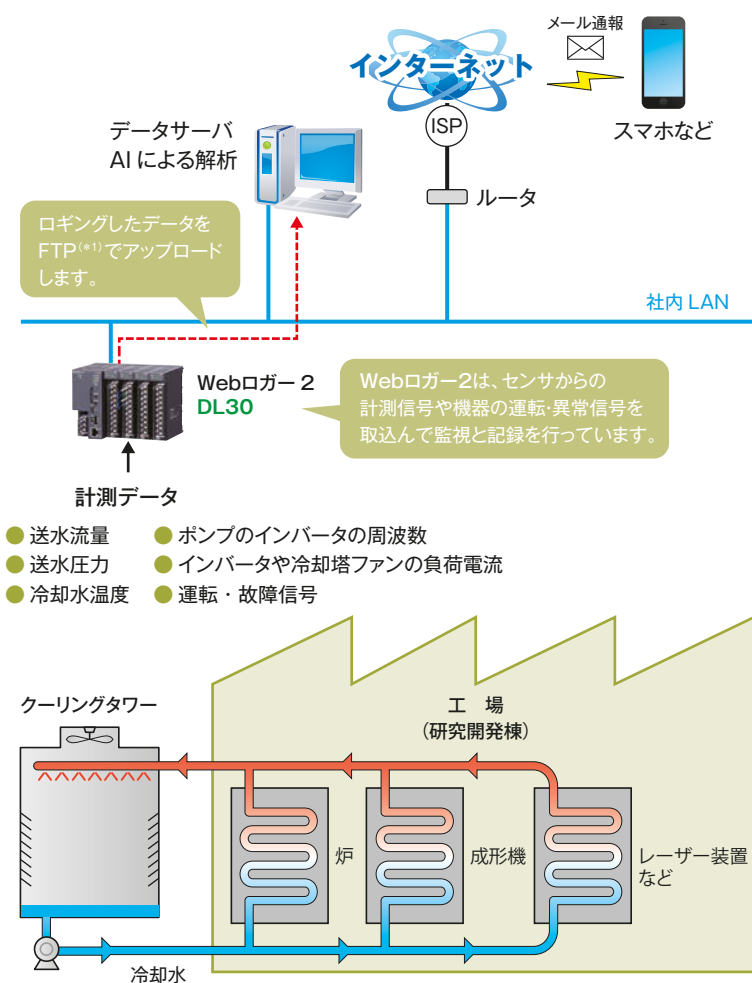 メール通報
インターネット
ISP
スマホなど
データサーバ
AI による解析
ルータ
ロギングしたデータを
FTP(*1)でアップロード
します。
社内 LAN
Webロガー 2
DL30
Webロガー2は、センサからの
計測信号や機器の運転・異常信号を
取込んで監視と記録を行っています。
計測データ
● 送水流量
● 送水圧力
● 冷却水温度
● ポンプのインバータの周波数
● インバータや冷却塔ファンの負荷電流
● 運転・故障信号
クーリングタワー
工 場
(研究開発棟)
炉
成形機
レーザー装置
など
冷却水